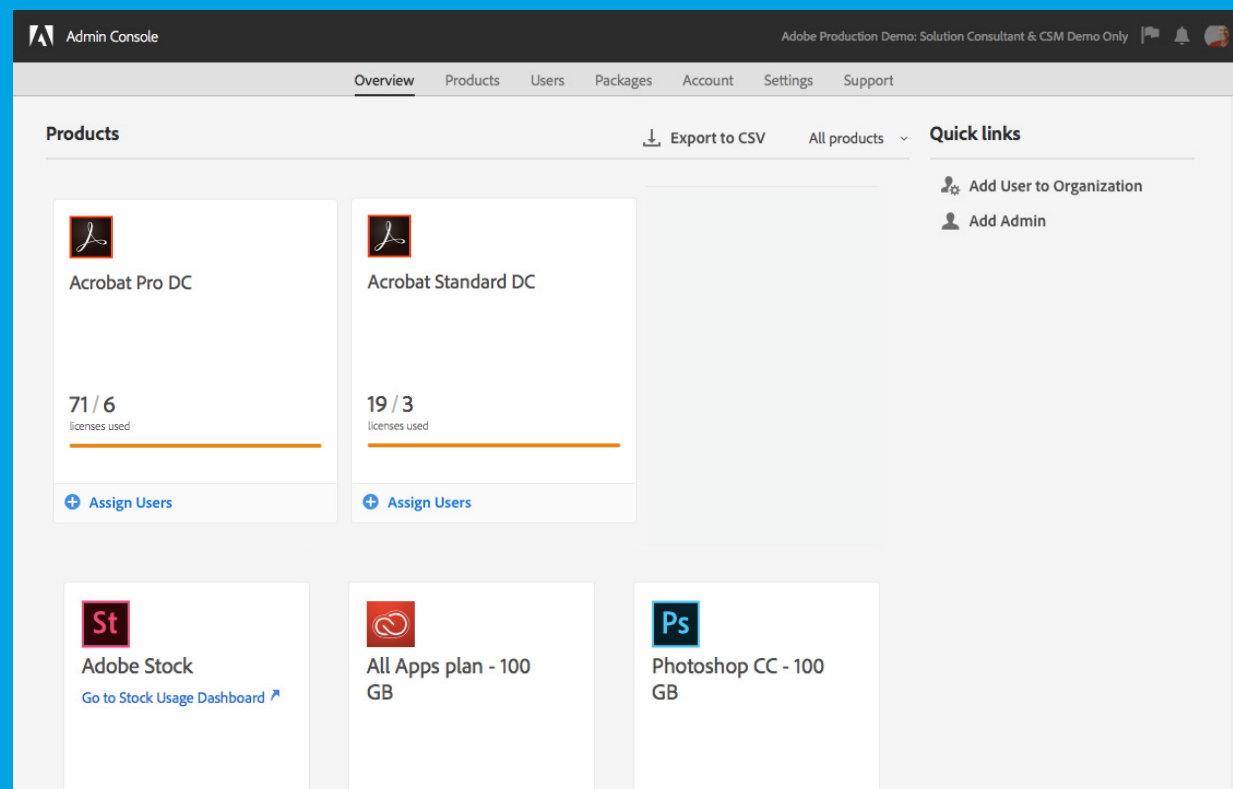 Admin Console
Adobe Production Demo: Solution Consultant & CSM Demo Only
Overview Products Users Packages Account Settings Support
Products
Export to CSV
All products
Quick links
Add User to Organization
Add Admin
Acrobat Pro DC
71 / 6
licenses used
Assign Users
Acrobat Standard DC
19 / 3
licenses used
Assign Users
St
Adobe Stock
Go to Stock Usage Dashboard
All Apps plan - 100
GB
Ps
Photoshop CC - 100
GB